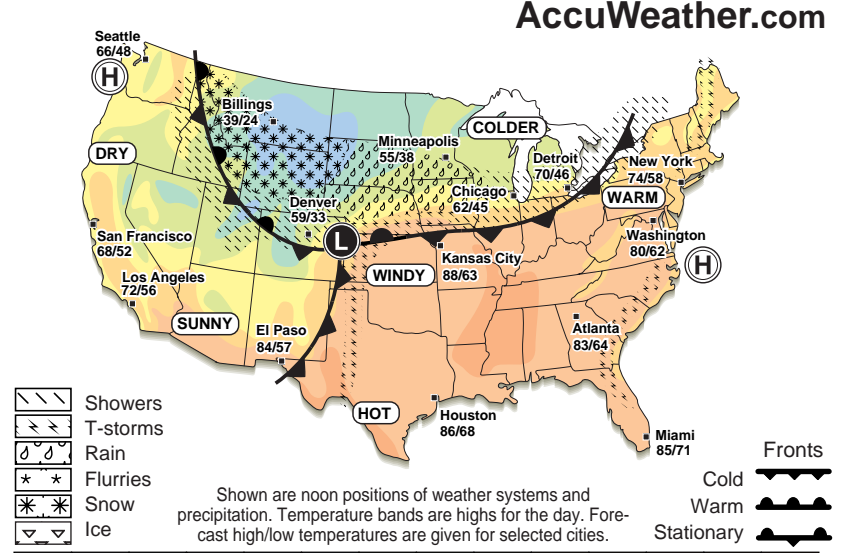 AccuWeather.com
Seattle
66/48
H
Billings
39/24
COLDER
Minneapolis
55/38
DRY
Detroit
70/46
New York
74/58
Chicago
62/45
WARM
Denver
59/33
San Francisco
68/52
L
Washington
80/62
Kansas City
88/63
H
WINDY
Los Angeles
72/56
SUNNY
El Paso
84/57
Atlanta
83/64
HOT
Houston
86/68
Miami
85/71
Showers
T-storms
Rain
Flurries
Snow
Ice
Shown are noon positions of weather systems and
precipitation. Temperature bands are highs for the day. Fore-
cast high/low temperatures are given for selected cities.
Fronts
Cold
Warm
Stationary